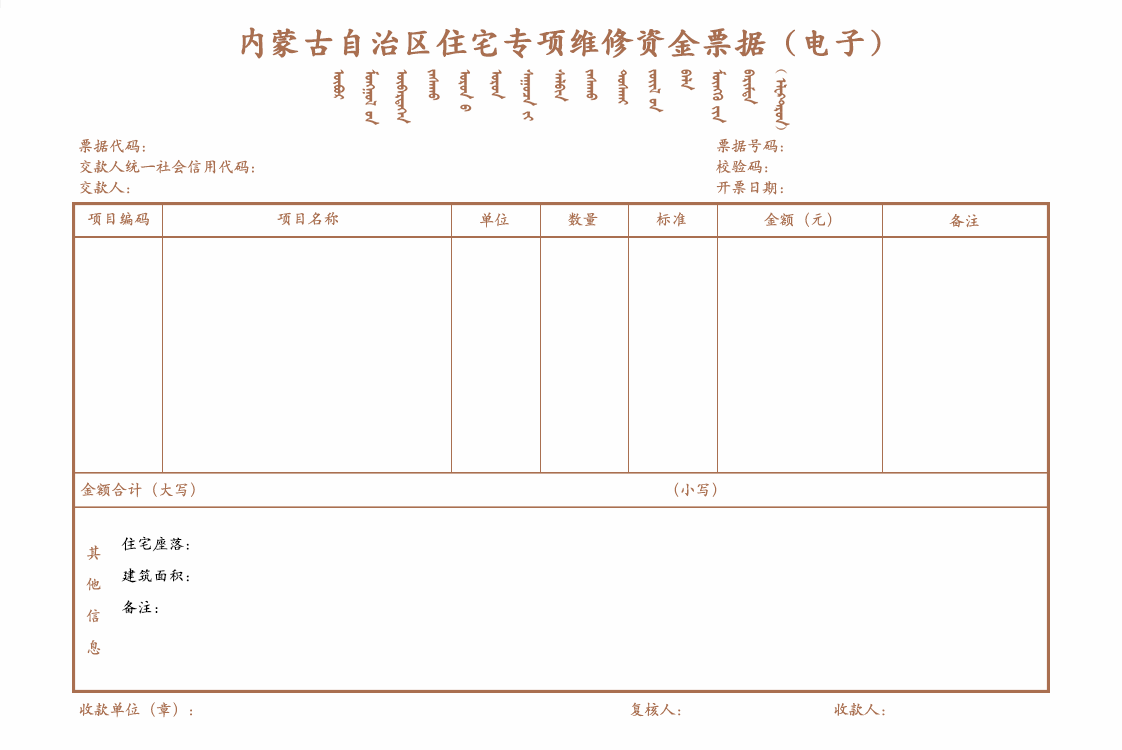 内蒙古自治区住宅专项维修资金票据（电子）
票据代码：
票据号码：
交款人统一社会信用代码：
校验码：
交款人：
开票日期：
项目编码 项目名称 单位 数量 标准 金额（元） 备注
金额合计（大写） （小写）
其他信息
住宅座落：
建筑面积：
备注：
收款单位（章）： 复核人： 收款人：